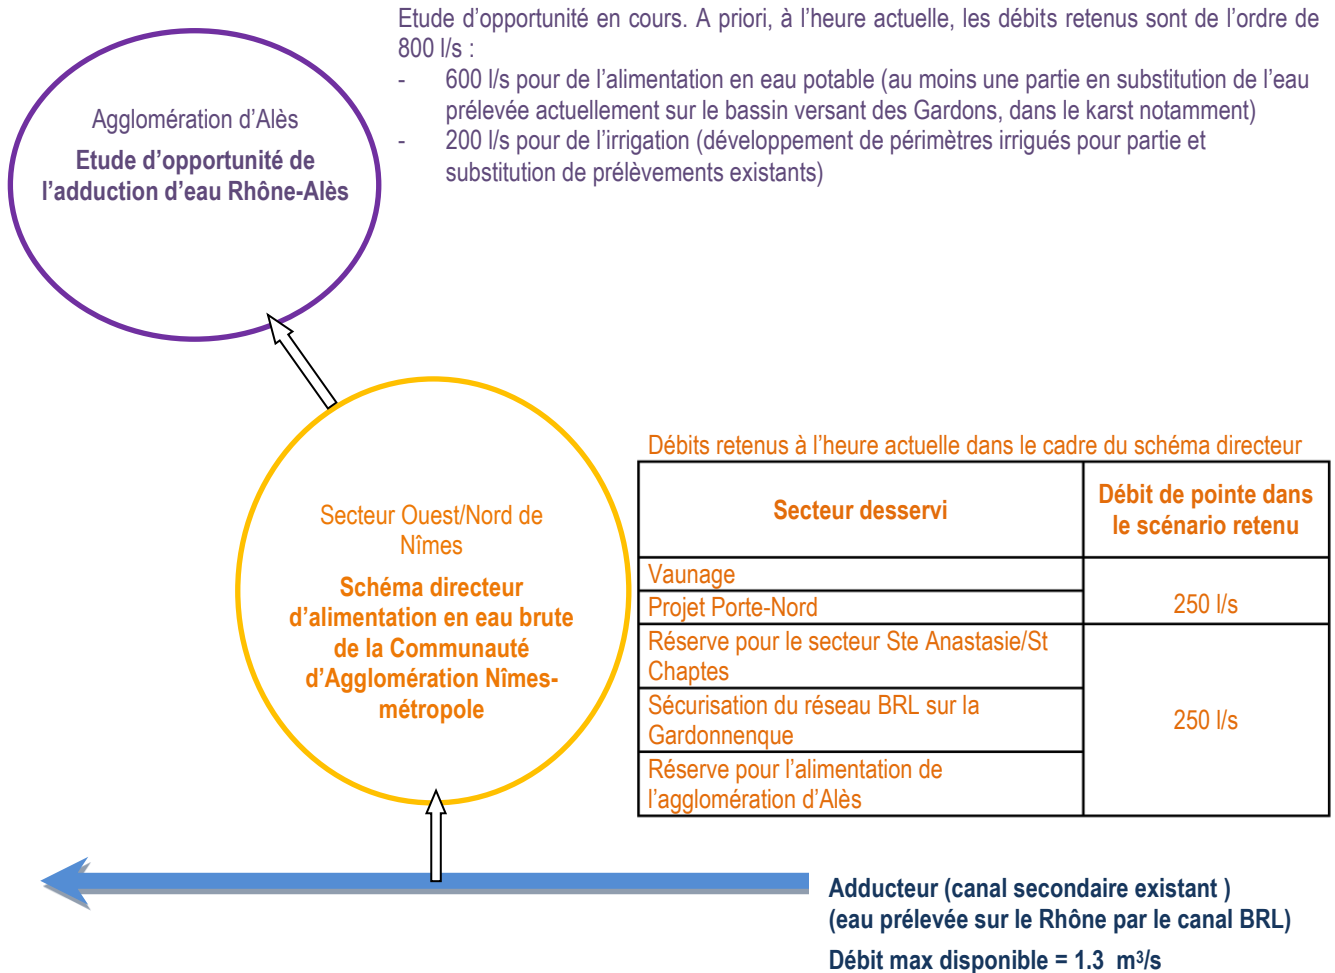 Etude d’opportunité en cours. A priori, à l’heure actuelle, les débits retenus sont de l’ordre de
800 l/s :
- 600 l/s pour de l’alimentation en eau potable (au moins une partie en substitution de l’eau
prélevée actuellement sur le bassin versant des Gardons, dans le karst notamment)
- 200 l/s pour de l’irrigation (développement de périmètres irrigués pour partie et
substitution de prélèvements existants)
Agglomération d’Alès
Etude d’opportunité de
l’adduction d’eau Rhône-Alès
Secteur Ouest/Nord de
Nîmes
Schéma directeur
d’alimentation en eau brute
de la Communauté
d’Agglomération Nîmes-
métropole
Débits retenus à l’heure actuelle dans le cadre du schéma directeur
Secteur desservi
Débit de pointe dans
le scénario retenu
Vaunage
Projet Porte-Nord
250 l/s
Réserve pour le secteur Ste Anastasie/St
Chaptes
Sécurisation du réseau BRL sur la
Gardonnenque
Réserve pour l’alimentation de
l’agglomération d’Alès
250 l/s
Adducteur (canal secondaire existant )
(eau prélevée sur le Rhône par le canal BRL)
Débit max disponible = 1.3 m³/s